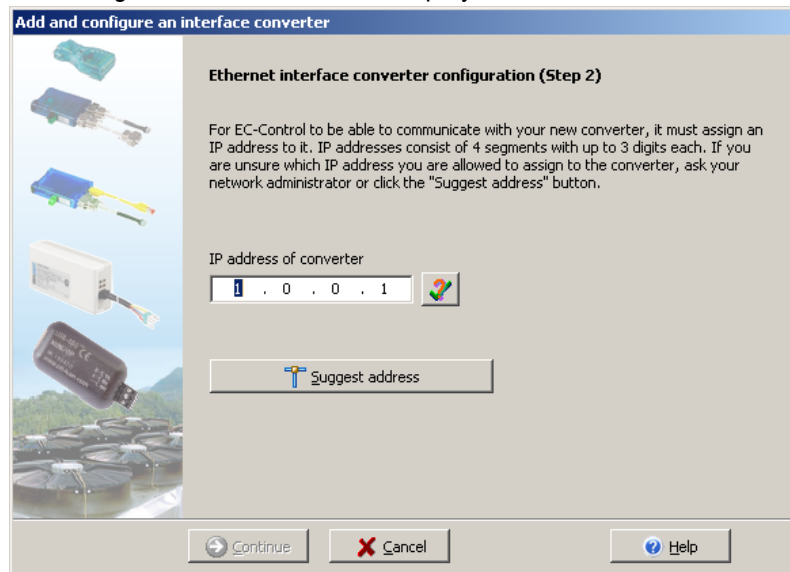 Add and configure an interface converter
Ethernet interface converter configuration (Step 2)
For EC-Control to be able to communicate with your new converter, it must assign an
IP address to it. IP addresses consist of 4 segments with up to 3 digits each. If you
are unsure which IP address you are allowed to assign to the converter, ask your
network administrator or click the "Suggest address" button.
IP address of converter
1 . 0 . 0 . 1
Suggest address
Continue
Cancel
Help